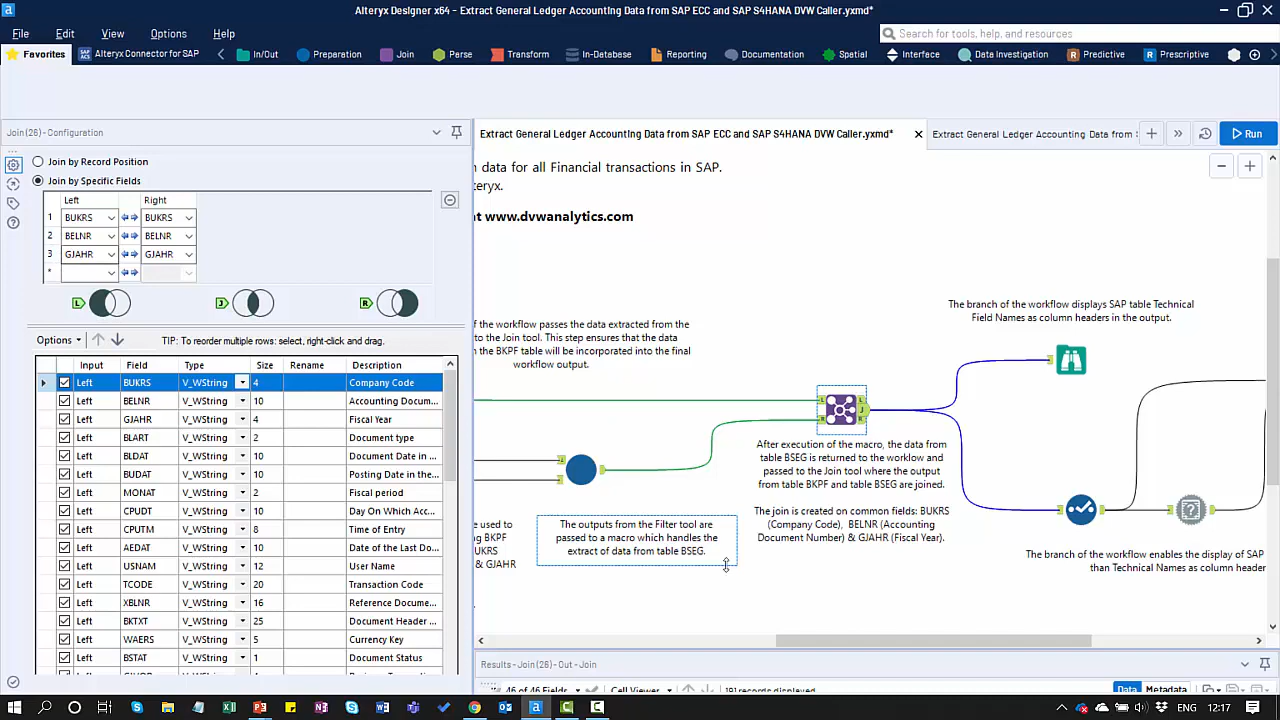 Alteryx Designer x64 - Extract General Ledger Accounting Data from SAP ECC and SAP S4HANA DVW Caller.yxmd*
File Edit View Options Help
Search for tools, help, and resources
Favorites Alteryx Connector for SAP In/Out Preparation Join Parse Transform In-Database Reporting Documentation Spatial Interface Data Investigation Predictive Prescriptive
Join (26) - Configuration
Extract General Ledger Accounting Data from SAP ECC and SAP S4HANA DVW Caller.yxmd*
Extract General Ledger Accounting Data from
Run
Join by Record Position
Join by Specific Fields
Left Right
1 BUKRS BUKRS
2 BELNR BELNR
3 GJAHR GJAHR
*
L J R
Options TIP: To reorder multiple rows: select, right-click and drag.
Input Field Type Size Rename Description
Left BUKRS V_WString 4 Company Code
Left BELNR V_WString 10 Accounting Docum...
Left GJAHR V_WString 4 Fiscal Year
Left BLART V_WString 2 Document type
Left BLDAT V_WString 10 Document Date in ...
Left BUDAT V_WString 10 Posting Date in the...
Left MONAT V_WString 2 Fiscal period
Left CPUDT V_WString 10 Day On Which Acc...
Left CPUTM V_WString 8 Time of Entry
Left AEDAT V_WString 10 Date of the Last Do...
Left USNAM V_WString 12 User Name
Left TCODE V_WString 20 Transaction Code
Left XBLNR V_WString 16 Reference Docume...
Left BKTXT V_WString 25 Document Header ...
Left WAERS V_WString 5 Currency Key
Left BSTAT V_WString 1 Document Status
data for all Financial transactions in SAP.
teryx.
at www.dvwanalytics.com
of the workflow passes the data extracted from the
to the Join tool. This step ensures that the data
the BKPF table will be incorporated into the final
workflow output.
The branch of the workflow displays SAP table Technical
Field Names as column headers in the output.
L
R
J
After execution of the macro, the data from
table BSEG is returned to the worklow and
passed to the Join tool where the output
from table BKPF and table BSEG are joined.
The join is created on common fields: BUKRS
(Company Code), BELNR (Accounting
Document Number) & GJAHR (Fiscal Year).
e used to
g BKPF
UKRS
& GJAHR
The outputs from the Filter tool are
passed to a macro which handles the
extract of data from table BSEG.
The branch of the workflow enables the display of SAP
than Technical Names as column header
Results - Join (26) - Out - Join
46 of 46 Fields Cell Viewer 191 records displayed
Data Metadata
ENG 12:17